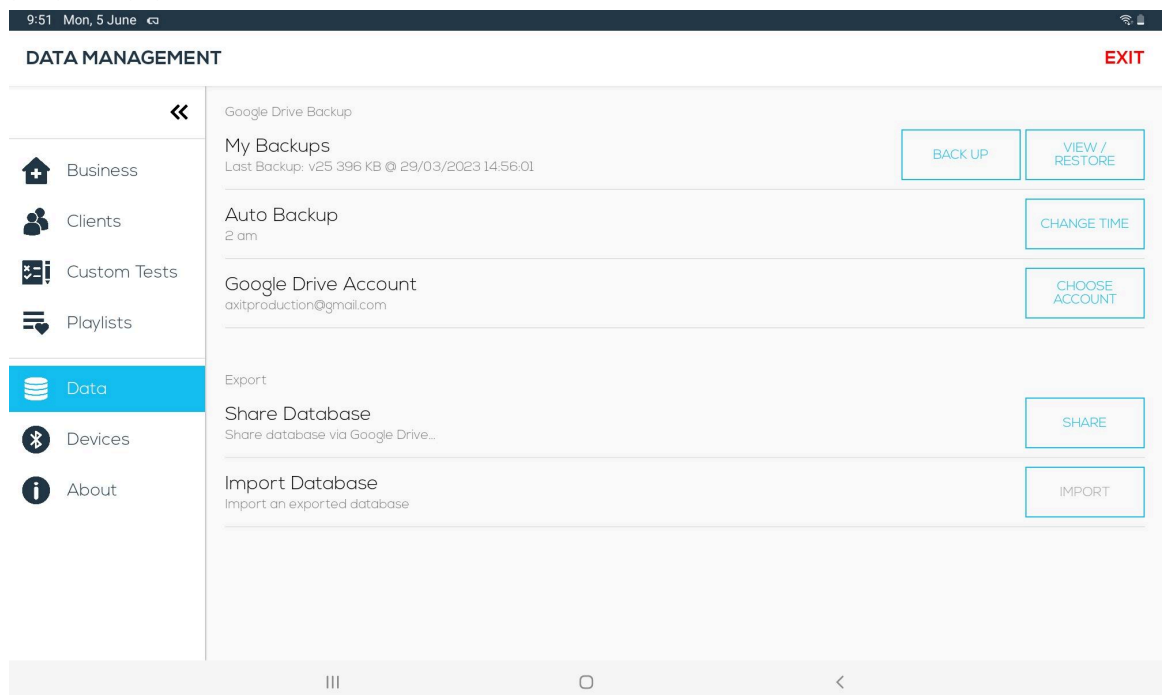 9:51 Mon, 5 June
DATA MANAGEMENT
EXIT
Business
Clients
Custom Tests
Playlists
Data
Devices
About
Google Drive Backup
My Backups
Last Backup: v25 396 KB @ 29/03/2023 14:56:01
BACK UP
VIEW /
RESTORE
Auto Backup
2 am
CHANGE TIME
Google Drive Account
axitproduction@gmail.com
CHOOSE
ACCOUNT
Export
Share Database
Share database via Google Drive...
SHARE
Import Database
Import an exported database
IMPORT